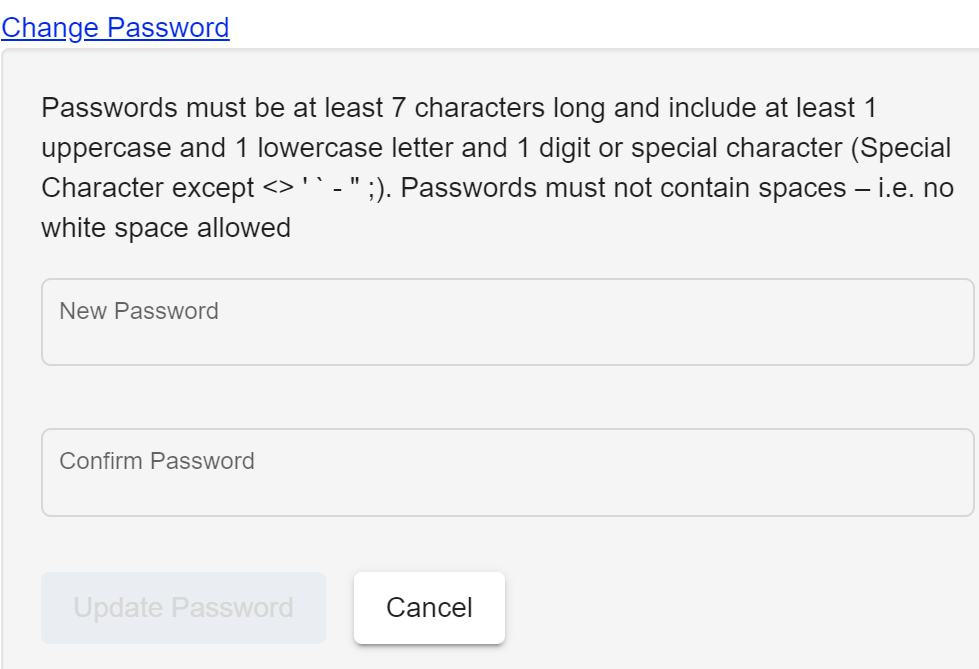 Change Password
Passwords must be at least 7 characters long and include at least 1
uppercase and 1 lowercase letter and 1 digit or special character (Special
Character except <> ' ` - " ;). Passwords must not contain spaces – i.e. no
white space allowed
New Password
Confirm Password
Update Password
Cancel